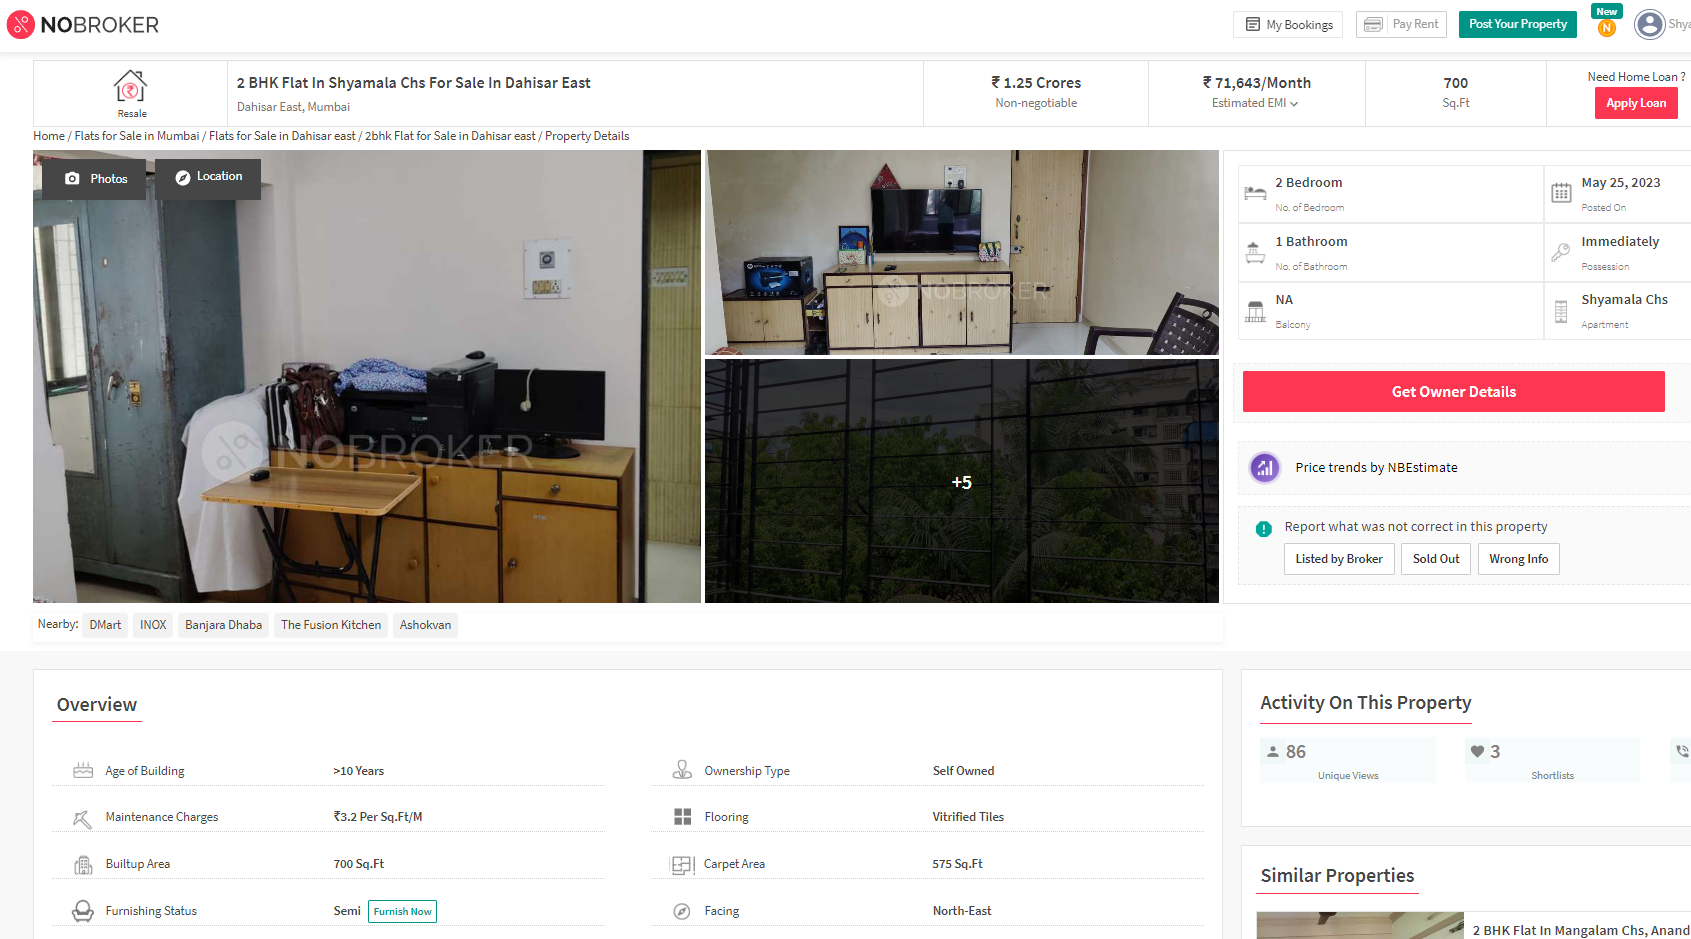 NOBROKER
My Bookings
Pay Rent
Post Your Property
New
N
Shya
Resale
2 BHK Flat In Shyamala Chs For Sale In Dahisar East
Dahisar East, Mumbai
₹ 1.25 Crores
Non-negotiable
₹ 71,643/Month
Estimated EMI
700
Sq.Ft
Need Home Loan ?
Apply Loan
Home / Flats for Sale in Mumbai / Flats for Sale in Dahisar east / 2bhk Flat for Sale in Dahisar east / Property Details
Photos
Location
NOBROKER
NOBROKER
+5
2 Bedroom
No. of Bedroom
May 25, 2023
Posted On
1 Bathroom
No. of Bathroom
Immediately
Possession
NA
Balcony
Shyamala Chs
Apartment
Get Owner Details
Price trends by NBEstimate
Report what was not correct in this property
Listed by Broker
Sold Out
Wrong Info
Nearby: DMart INOX Banjara Dhaba The Fusion Kitchen Ashokvan
Overview
Age of Building >10 Years
Ownership Type Self Owned
Maintenance Charges ₹3.2 Per Sq.Ft/M
Flooring Vitrified Tiles
Builtup Area 700 Sq.Ft
Carpet Area 575 Sq.Ft
Furnishing Status Semi Furnish Now
Facing North-East
Activity On This Property
86
Unique Views
3
Shortlists
Similar Properties
2 BHK Flat In Mangalam Chs, Anand